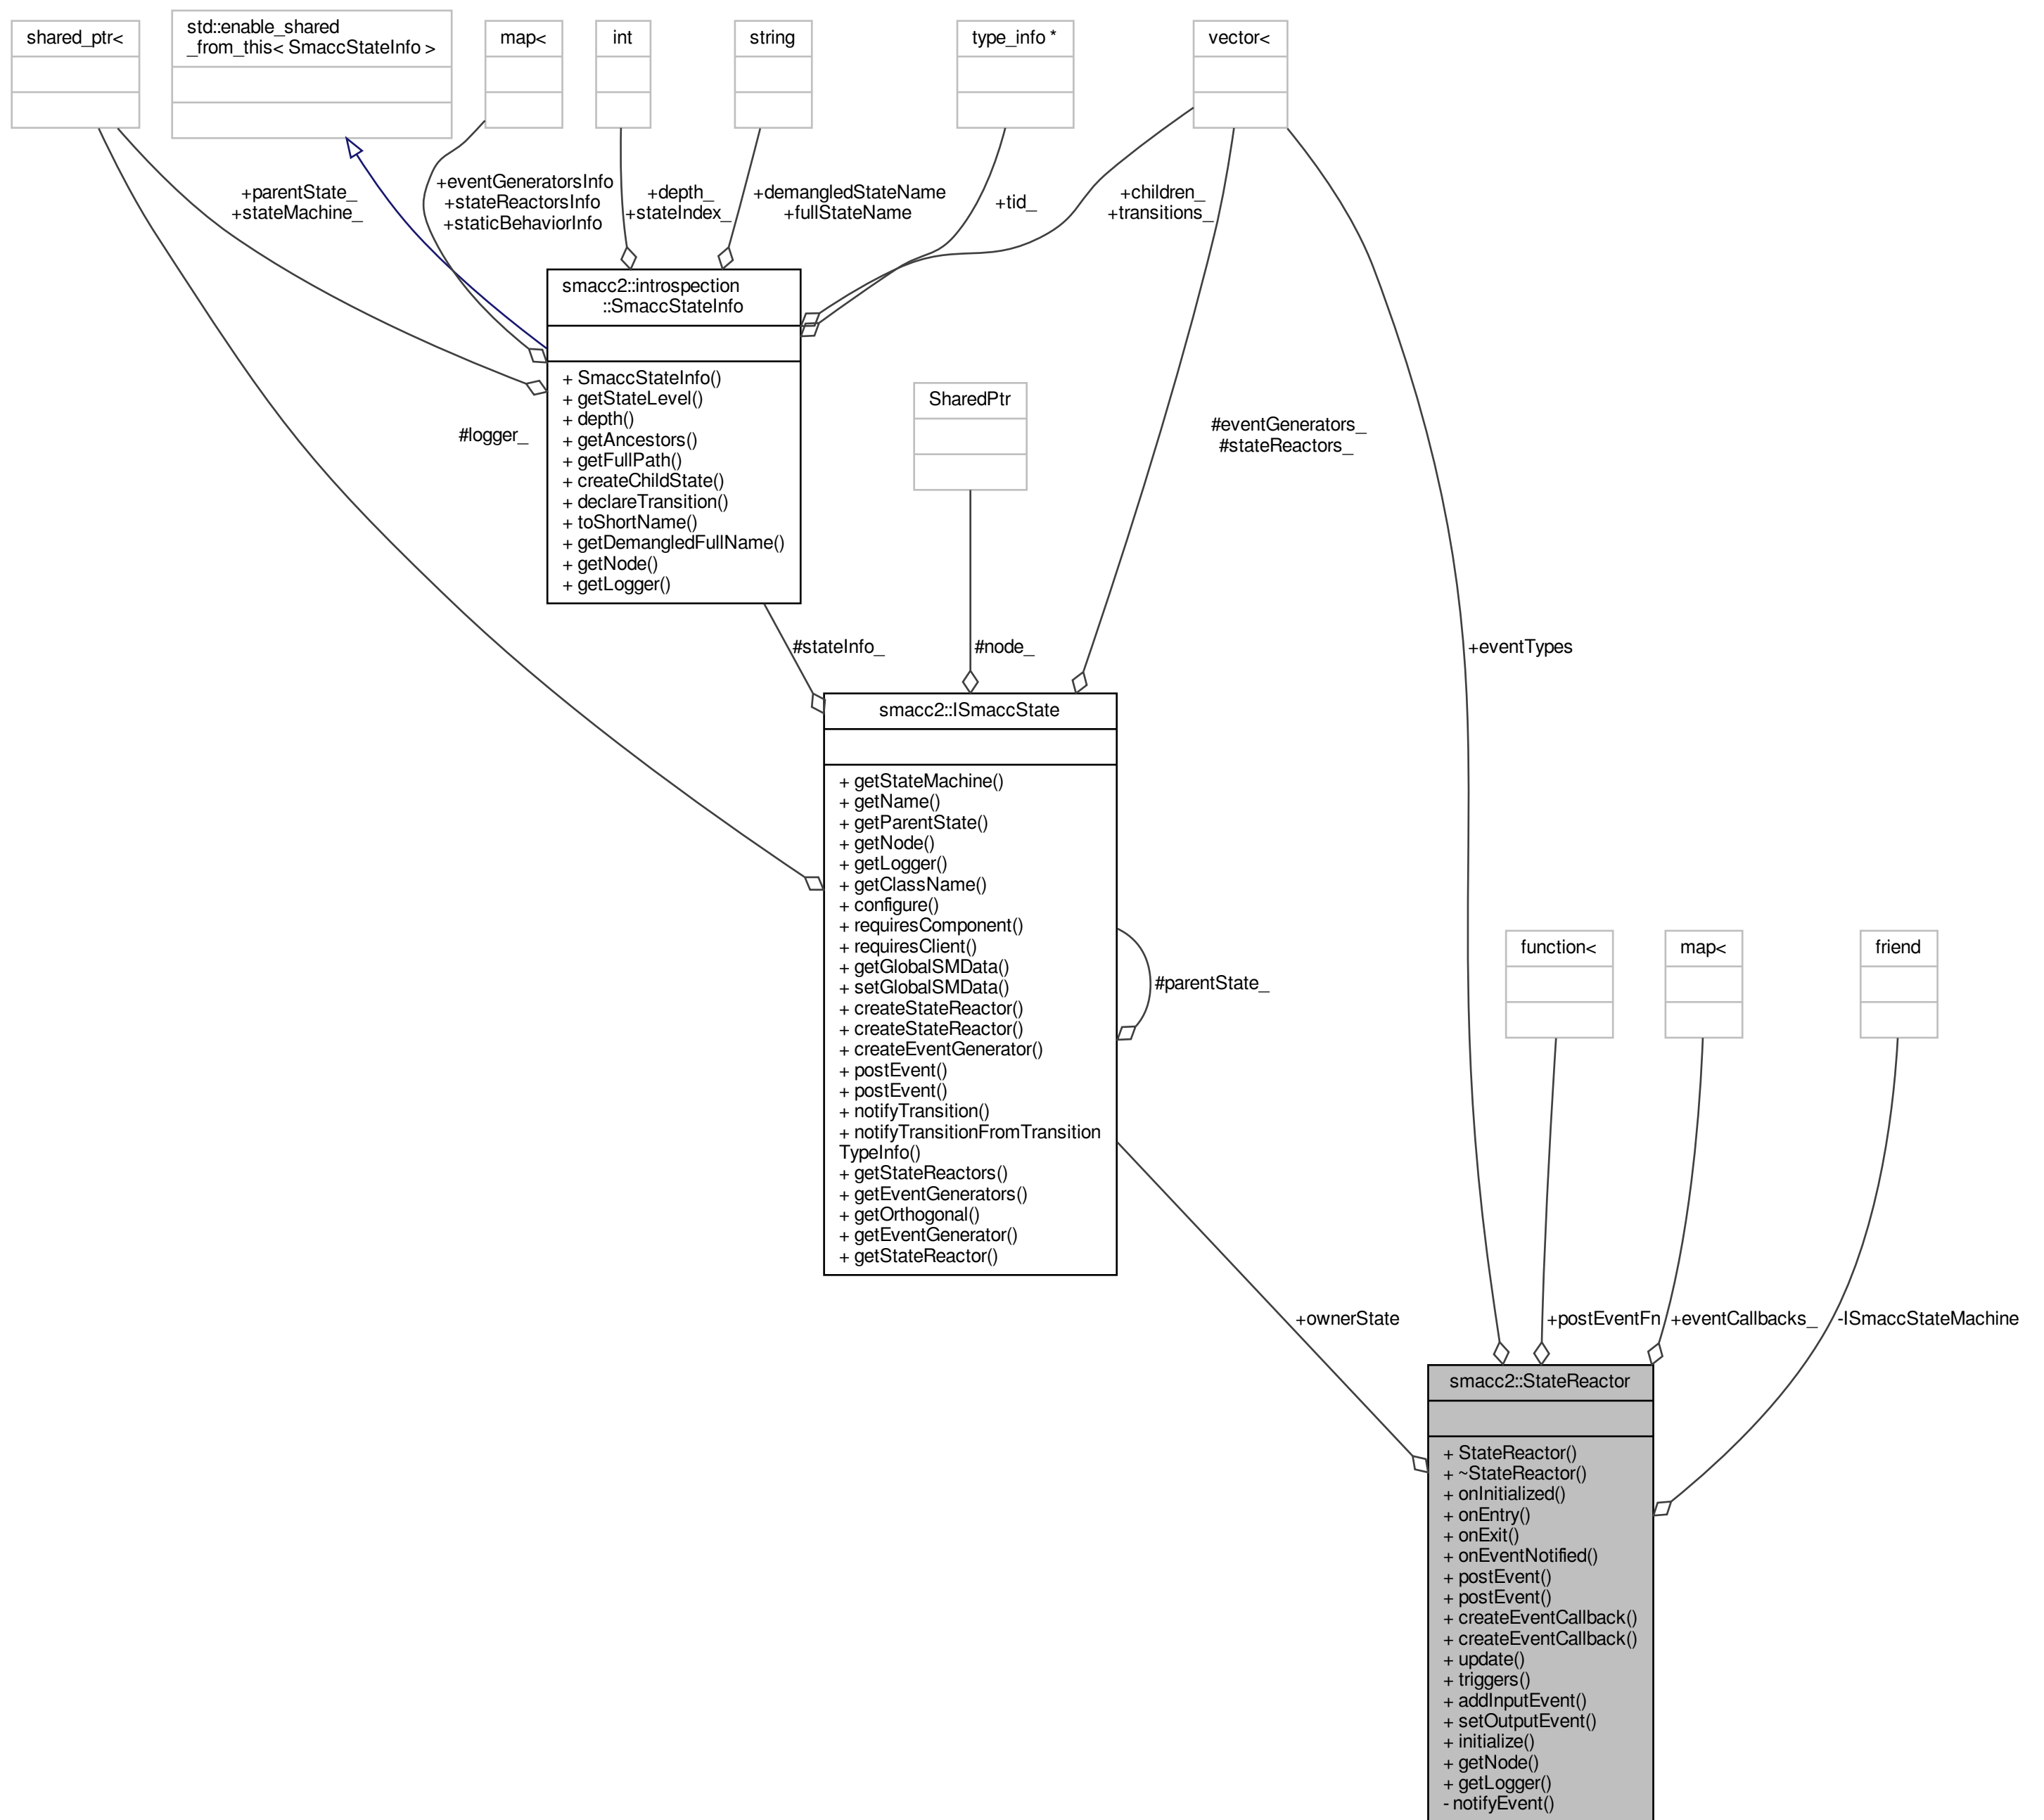 shared_ptr<
std::enable_shared
_from_this< SmaccStateInfo >
map<
int
string
type_info *
vector<
+parentState_
+stateMachine_
+eventGeneratorsInfo
+stateReactorsInfo
+staticBehaviorInfo
+depth_
+stateIndex_
+demangledStateName
+fullStateName
+tid_
+children_
+transitions_
smacc2::introspection
::SmaccStateInfo
+ SmaccStateInfo()
+ getStateLevel()
+ depth()
+ getAncestors()
+ getFullPath()
+ createChildState()
+ declareTransition()
+ toShortName()
+ getDemangledFullName()
+ getNode()
+ getLogger()
#logger_
SharedPtr
#eventGenerators_
#stateReactors_
#stateInfo_
#node_
+eventTypes
smacc2::ISmaccState
+ getStateMachine()
+ getName()
+ getParentState()
+ getNode()
+ getLogger()
+ getClassName()
+ configure()
+ requiresComponent()
+ requiresClient()
+ getGlobalSMData()
+ setGlobalSMData()
+ createStateReactor()
+ createStateReactor()
+ createEventGenerator()
+ postEvent()
+ postEvent()
+ notifyTransition()
+ notifyTransitionFromTransition
TypeInfo()
+ getStateReactors()
+ getEventGenerators()
+ getOrthogonal()
+ getEventGenerator()
+ getStateReactor()
#parentState_
function<
map<
friend
+ownerState
+postEventFn
+eventCallbacks_
-ISmaccStateMachine
smacc2::StateReactor
+ StateReactor()
+ ~StateReactor()
+ onInitialized()
+ onEntry()
+ onExit()
+ onEventNotified()
+ postEvent()
+ postEvent()
+ createEventCallback()
+ createEventCallback()
+ update()
+ triggers()
+ addInputEvent()
+ setOutputEvent()
+ initialize()
+ getNode()
+ getLogger()
- notifyEvent()